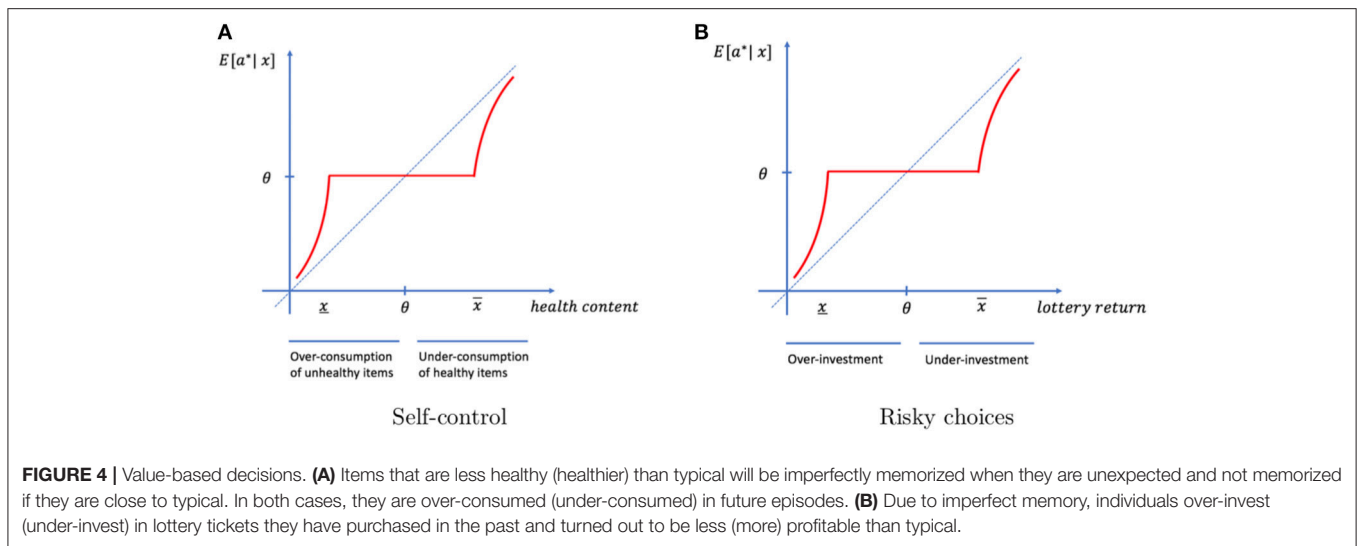 A
E[a*| x]
θ
x θ x̅ health content
Over-consumption
of unhealthy items
Under-consumption
of healthy items
Self-control
B
E[a*| x]
θ
x θ x̅ lottery return
Over-investment
Under-investment
Risky choices
FIGURE 4 | Value-based decisions. (A) Items that are less healthy (healthier) than typical will be imperfectly memorized when they are unexpected and not memorized
if they are close to typical. In both cases, they are over-consumed (under-consumed) in future episodes. (B) Due to imperfect memory, individuals over-invest
(under-invest) in lottery tickets they have purchased in the past and turned out to be less (more) profitable than typical.